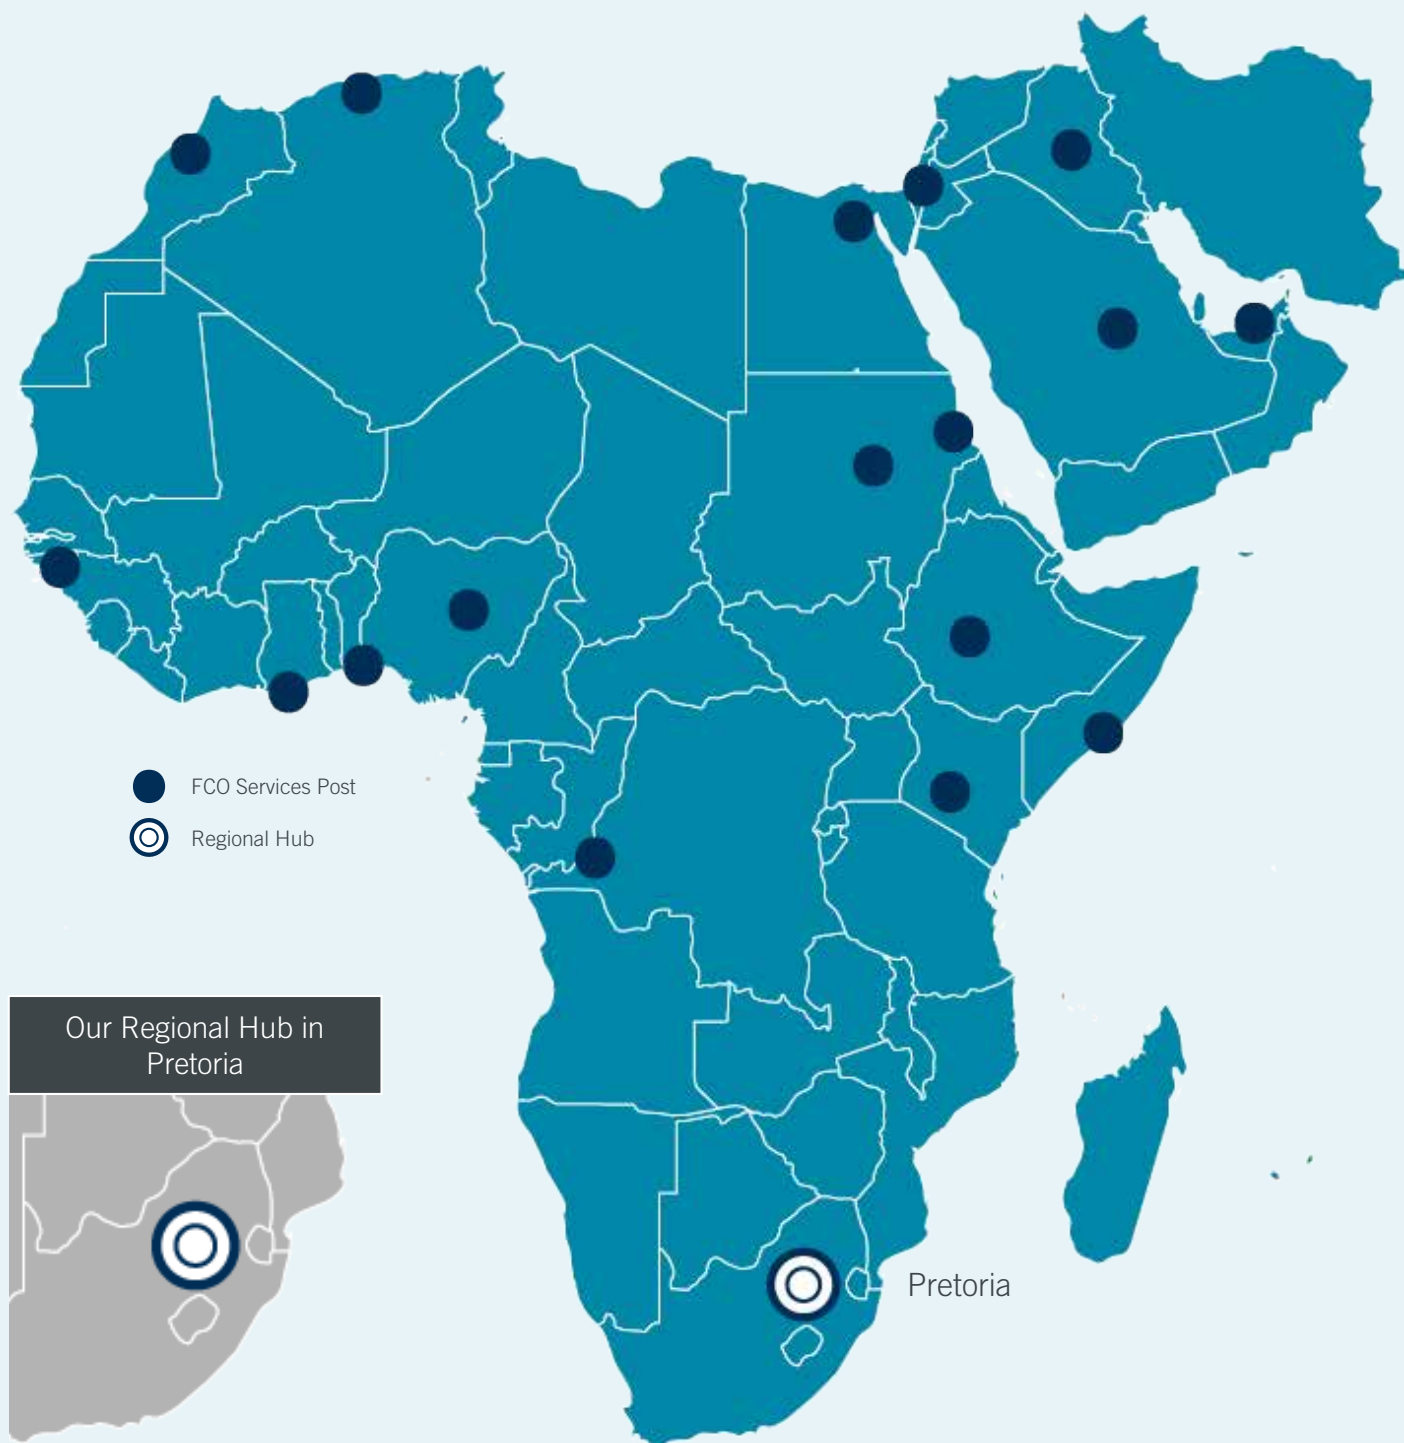 FCO Services Post
Regional Hub
Our Regional Hub in
Pretoria
Pretoria